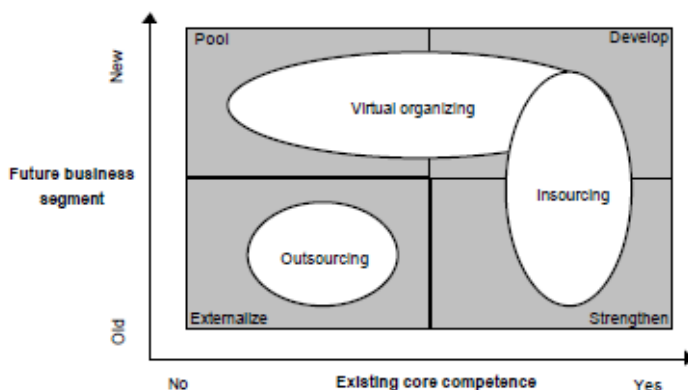 Pool
Develop
New
Virtual organizing
Future business
segment
Insourcing
Outsourcing
Externalize
Strengthen
Old
No
Existing core competence
Yes